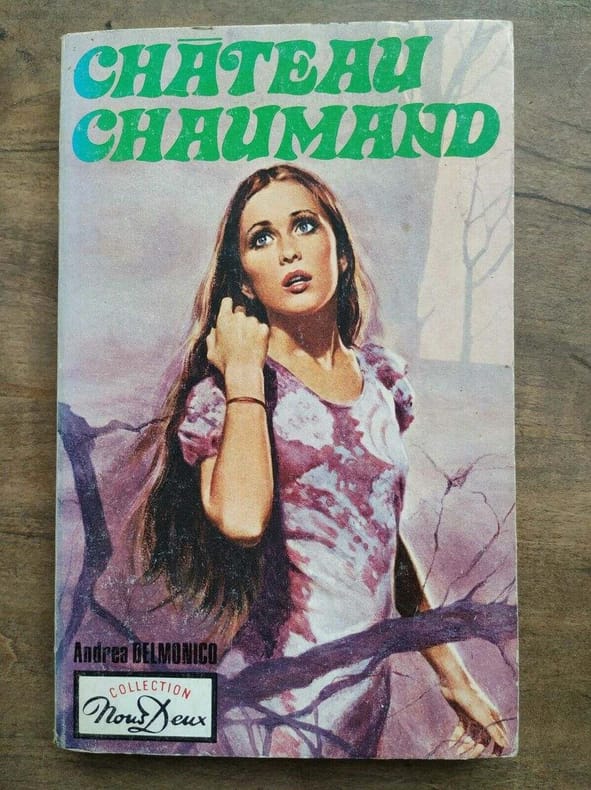 CHÂTEAU
CHAUMAND
Andrea DELMONICO
COLLECTION
Nous Deux